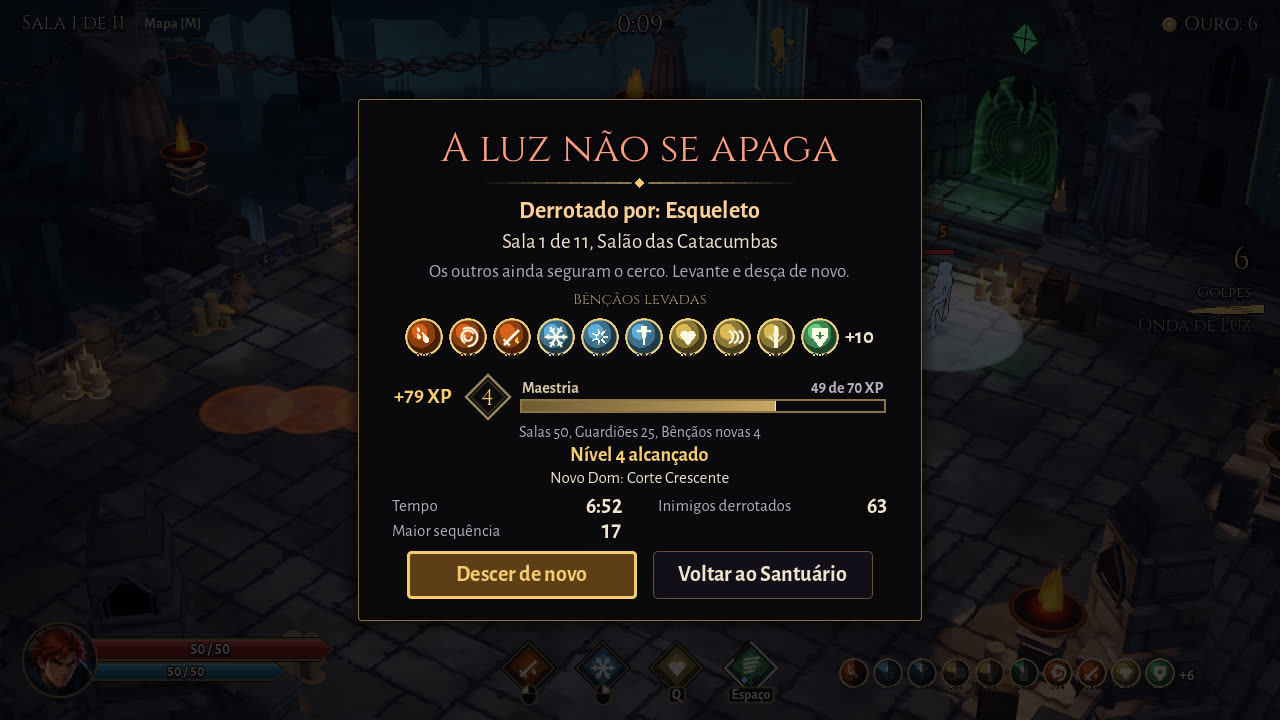 Sala 1 de 11
Mapa [M]
0:09
Ouro: 6
A luz não se apaga
Derrotado por: Esqueleto
Sala 1 de 11, Salão das Catacumbas
Os outros ainda seguram o cerco. Levante e desça de novo.
Bênçãos levadas
+10
+79 XP
4
Maestria
49 de 70 XP
Salas 50, Guardiões 25, Bênçãos novas 4
Nível 4 alcançado
Novo Dom: Corte Crescente
Tempo
6:52
Inimigos derrotados
63
Maior sequência
17
Descer de novo
Voltar ao Santuário
5
6
Golpes
Onda de Luz
50/50
50/50
Q
Espaço
+6